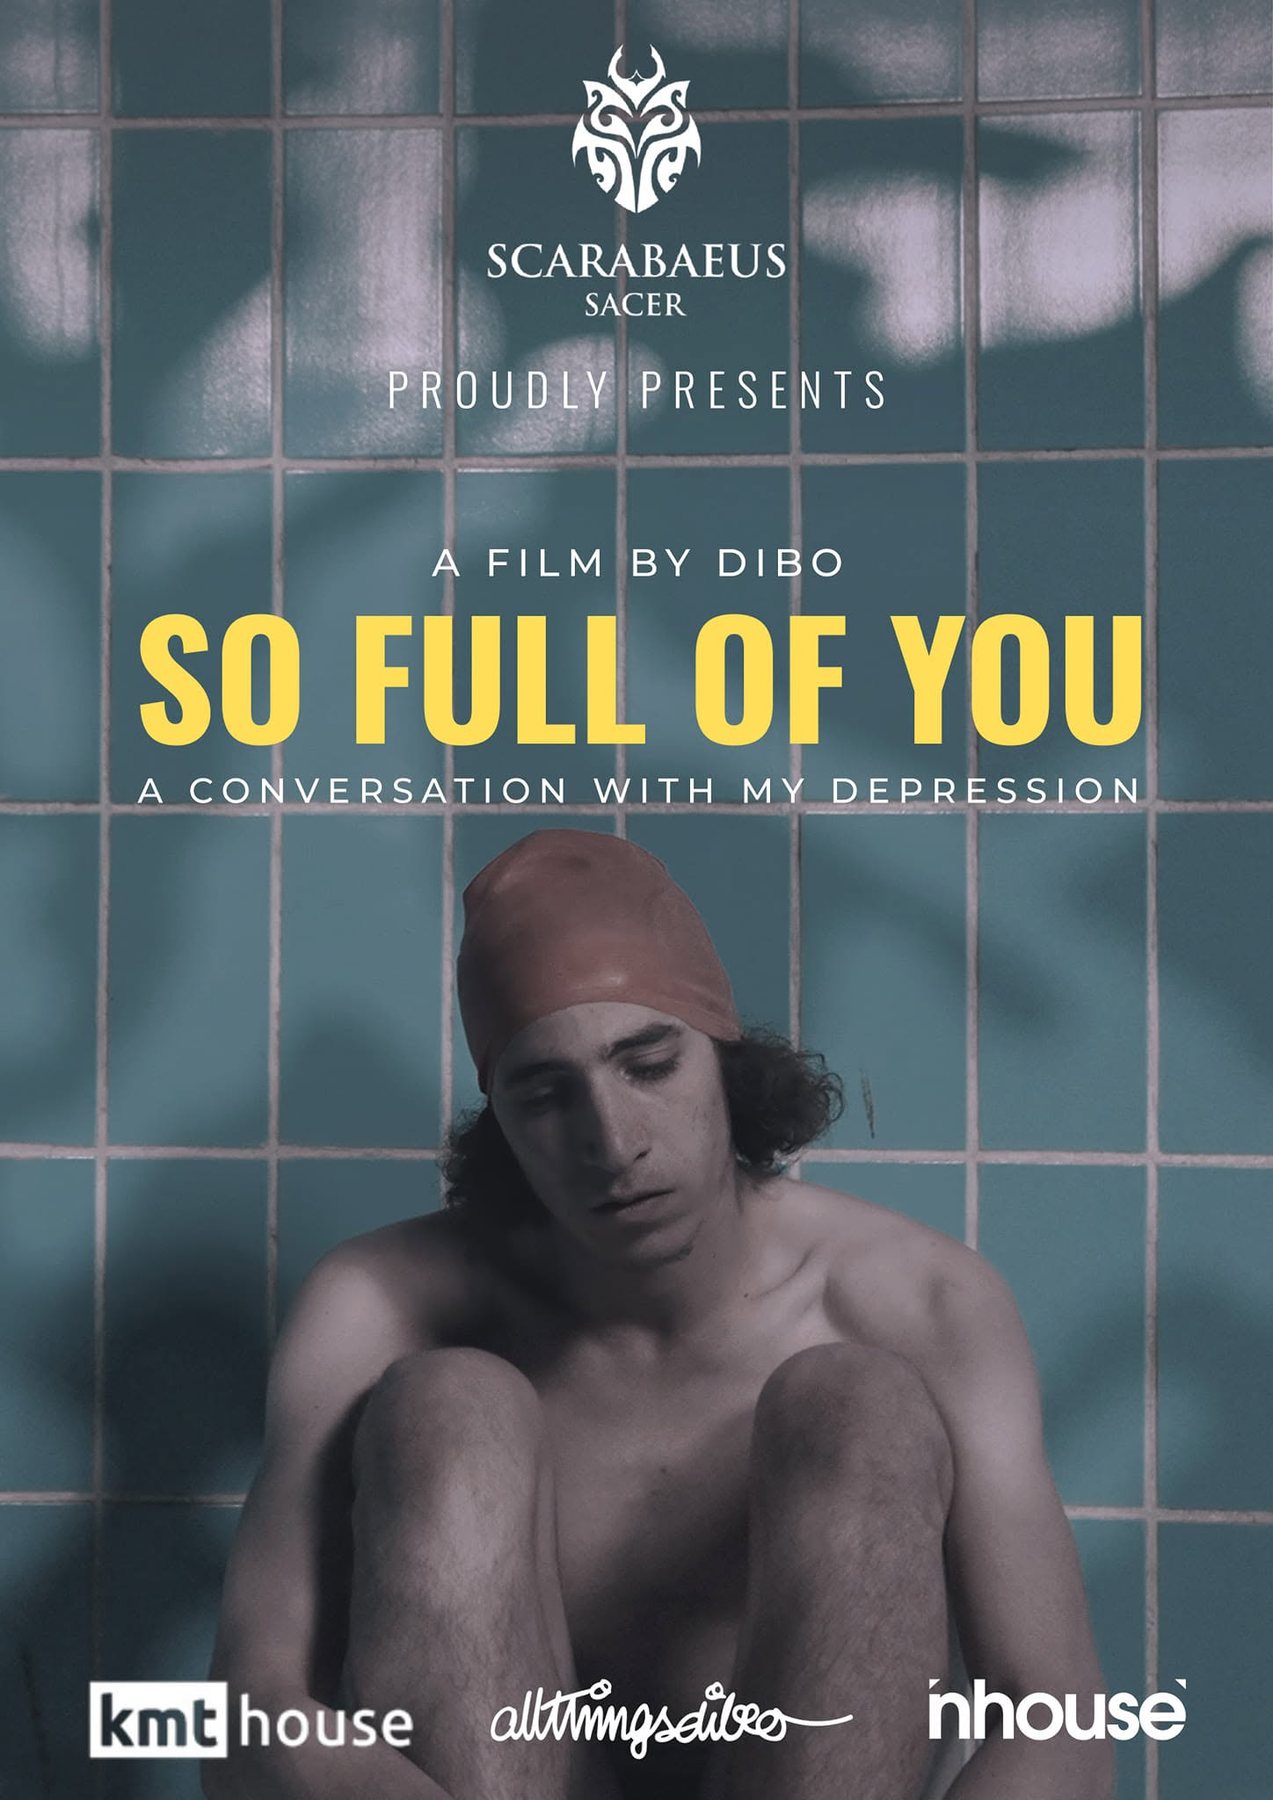 SCARABAEUS
SACER
PROUDLY PRESENTS
A FILM BY DIBO
SO FULL OF YOU
A CONVERSATION WITH MY DEPRESSION
kmt house
allthingsdibo
nhouse